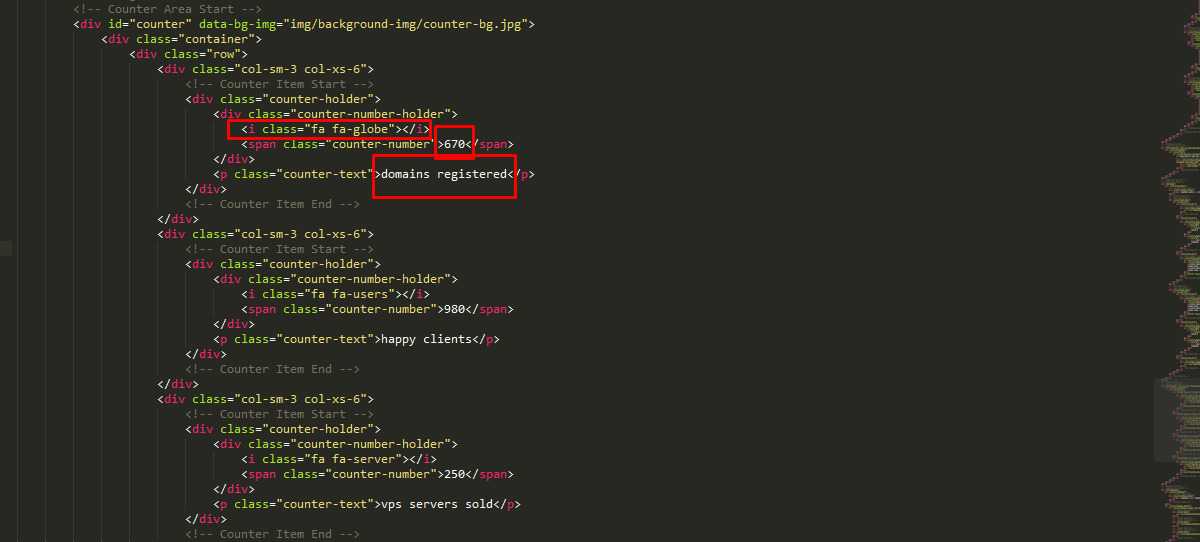 <!-- Counter Area Start -->
<div id="counter" data-bg-img="img/background-img/counter-bg.jpg">
<div class="container">
<div class="row">
<div class="col-sm-3 col-xs-6">
<!-- Counter Item Start -->
<div class="counter-holder">
<div class="counter-number-holder">
<i class="fa fa-globe"></i>
<span class="counter-number">670</span>
</div>
<p class="counter-text">domains registered</p>
</div>
<!-- Counter Item End -->
</div>
<div class="col-sm-3 col-xs-6">
<!-- Counter Item Start -->
<div class="counter-holder">
<div class="counter-number-holder">
<i class="fa fa-users"></i>
<span class="counter-number">980</span>
</div>
<p class="counter-text">happy clients</p>
</div>
<!-- Counter Item End -->
</div>
<div class="col-sm-3 col-xs-6">
<!-- Counter Item Start -->
<div class="counter-holder">
<div class="counter-number-holder">
<i class="fa fa-server"></i>
<span class="counter-number">250</span>
</div>
<p class="counter-text">vps servers sold</p>
</div>
<!-- Counter Item End -->